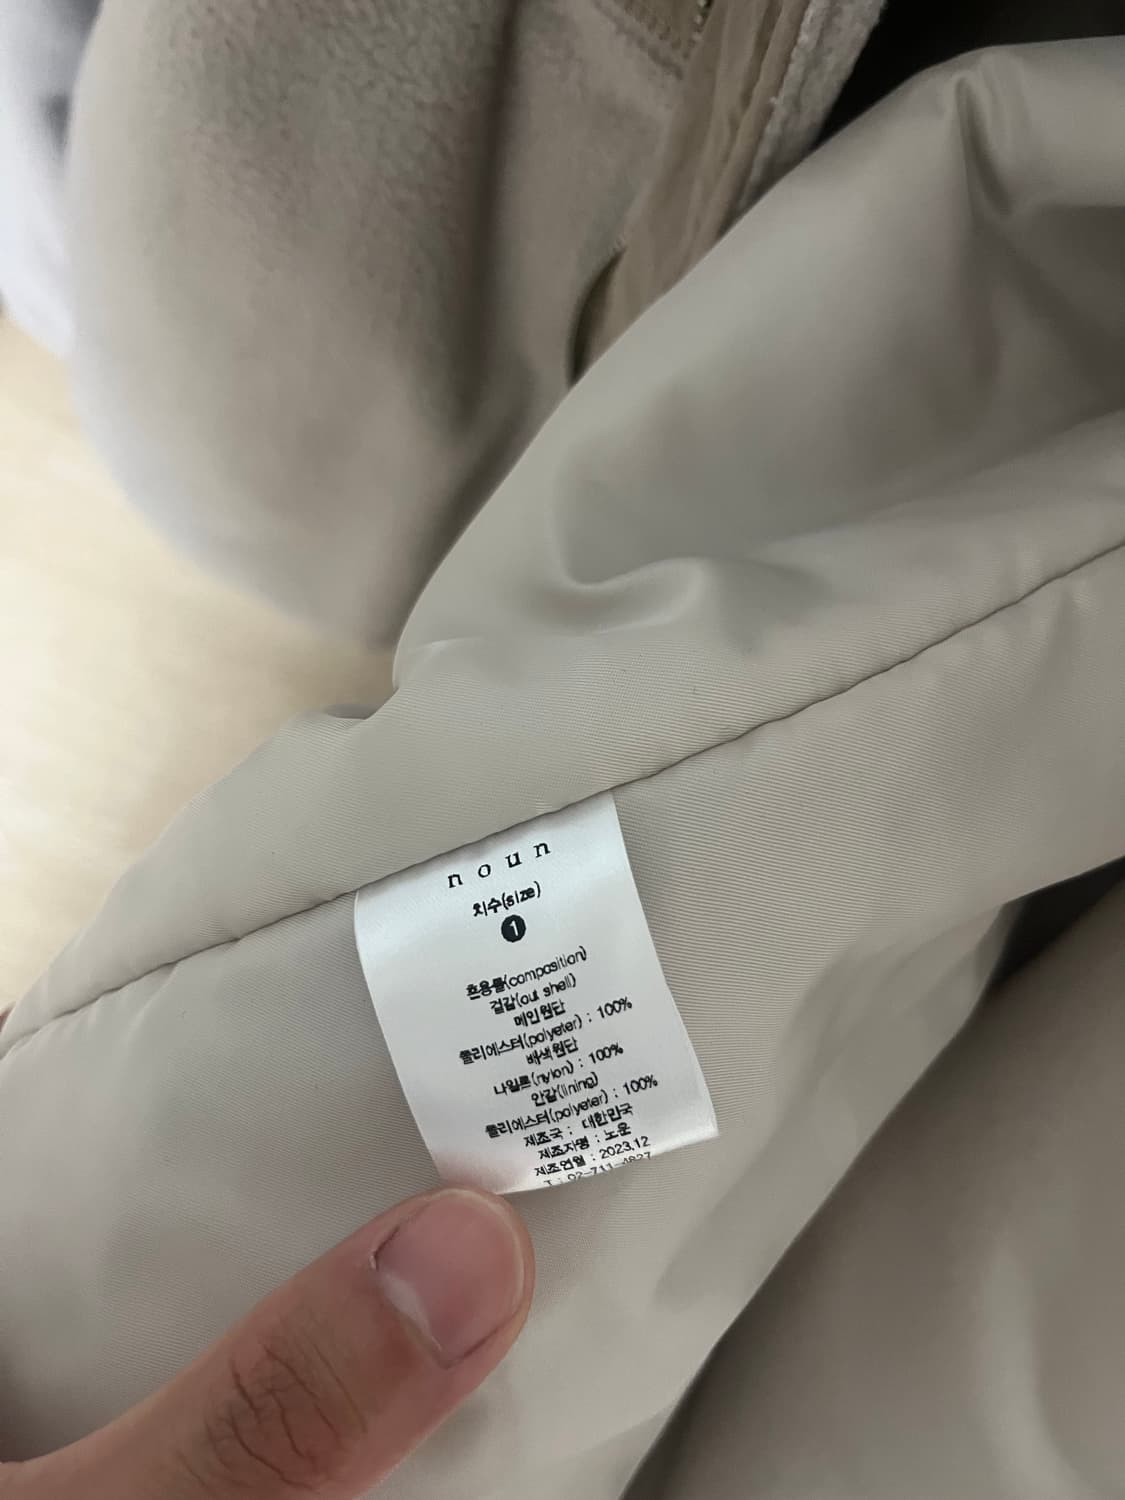 noun
치수(size)
1
혼용률(composition)
겉감(out shell)
메인원단
폴리에스터(polyeter) : 100%
배색원단
나일론(nylon) : 100%
안감(lining)
폴리에스터(polyeter) : 100%
제조국 : 대한민국
제조자명 : 노운
제조연월 : 2023.12
T : 02-711-4827